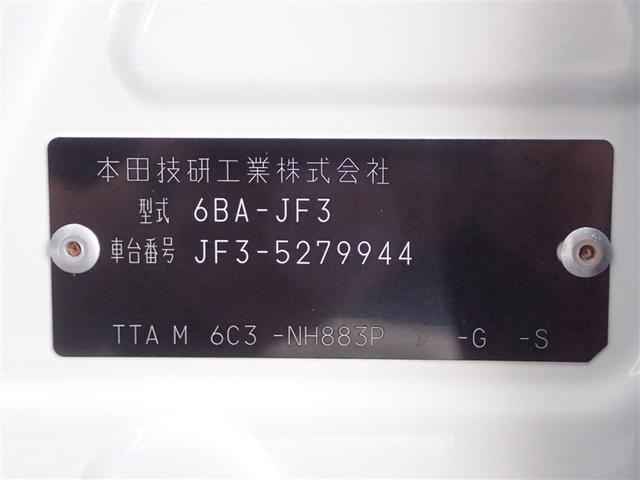 本田技研工業株式会社
型式 6BA-JF3
車台番号 JF3-5279944
TTA M 6C3 -NH883P -G -S